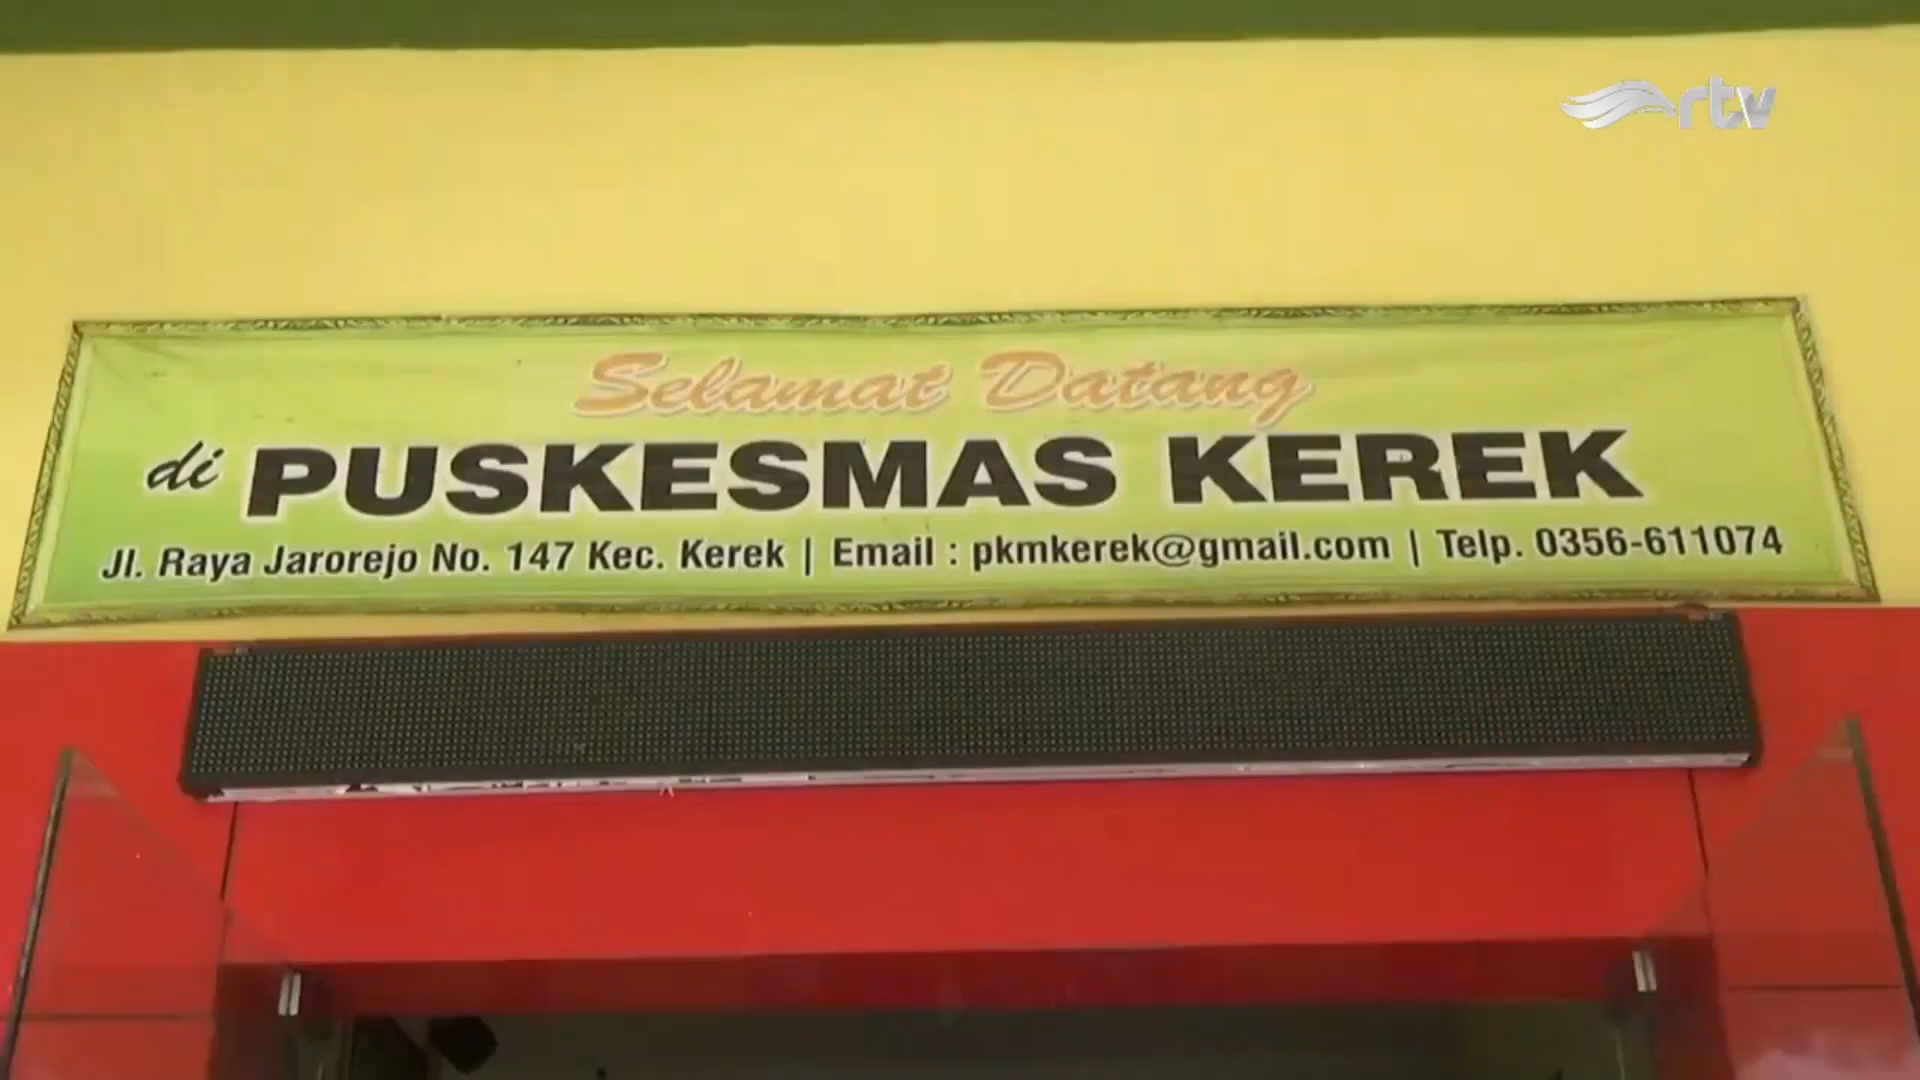 rtv
Selamat Datang
di PUSKESMAS KEREK
Jl. Raya Jarorejo No. 147 Kec. Kerek | Email : pkmkerek@gmail.com | Telp. 0356-611074